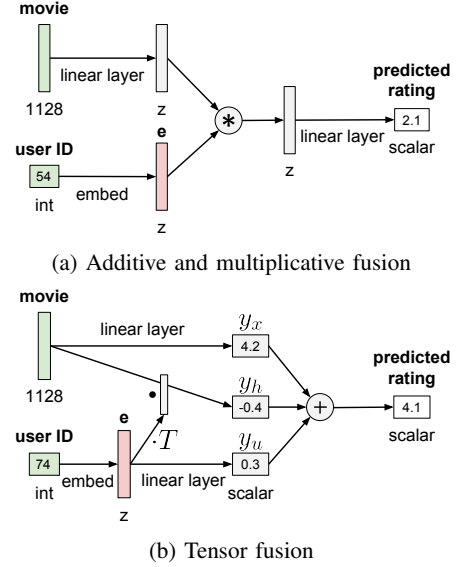 movie
linear layer
1128
z
*
z
linear layer
predicted
rating
2.1
scalar
user ID
54
int
embed
e
z
(a) Additive and multiplicative fusion
movie
1128
linear layer
y_x
4.2
y_h
-0.4
+
predicted
rating
4.1
scalar
user ID
74
int
embed
e
z
·T
linear layer
y_u
0.3
scalar
(b) Tensor fusion